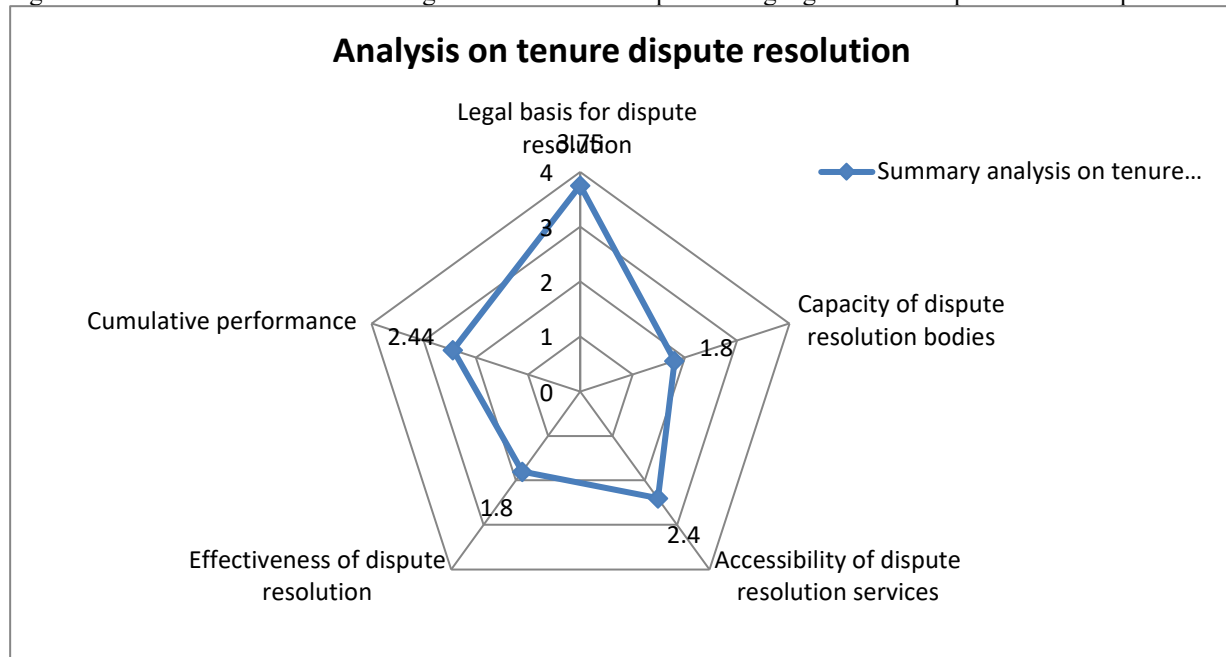 Analysis on tenure dispute resolution
Legal basis for dispute
resolution
3.75
4
3
2
1
0
Summary analysis on tenure…
Capacity of dispute
resolution bodies
1.8
Cumulative performance
2.44
1.8
2.4
Effectiveness of dispute
resolution
Accessibility of dispute
resolution services